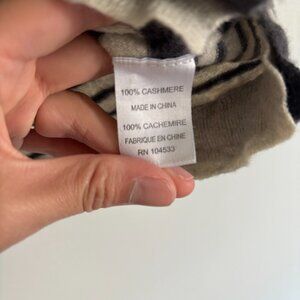 100% CASHMERE
MADE IN CHINA
100% CACHEMIRE
FABRIQUE EN CHINE
RN 104533